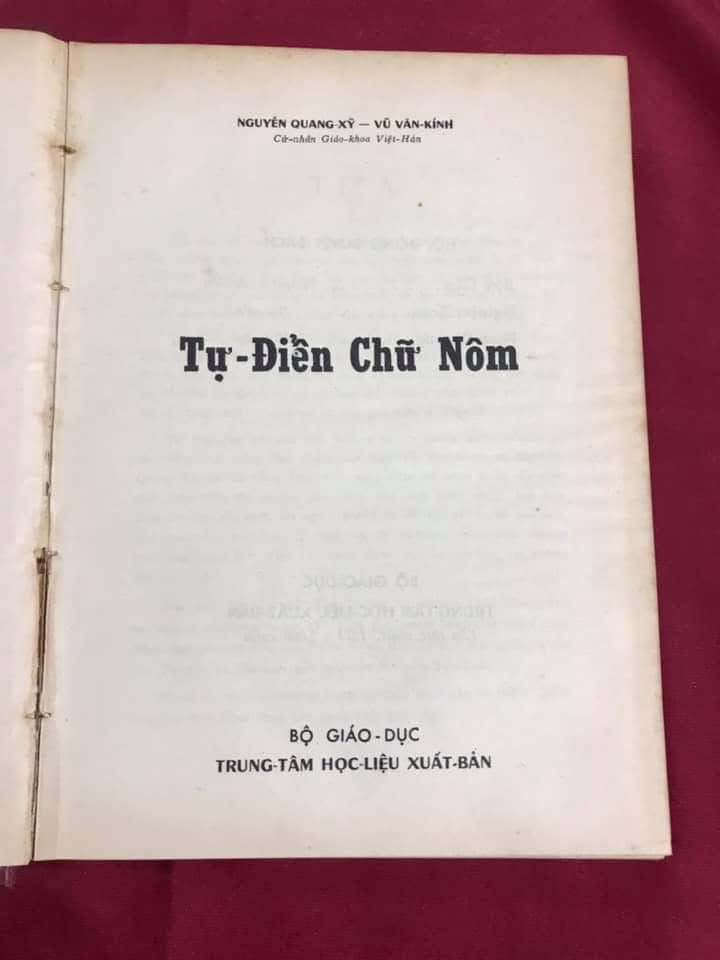 NGUYỄN QUANG-XỸ — VŨ VĂN-KÍNH
Cử-nhân Giáo-khoa Việt-Hán
Tự-Điển Chữ Nôm
BỘ GIÁO-DỤC
TRUNG-TÂM HỌC-LIỆU XUẤT-BẢN